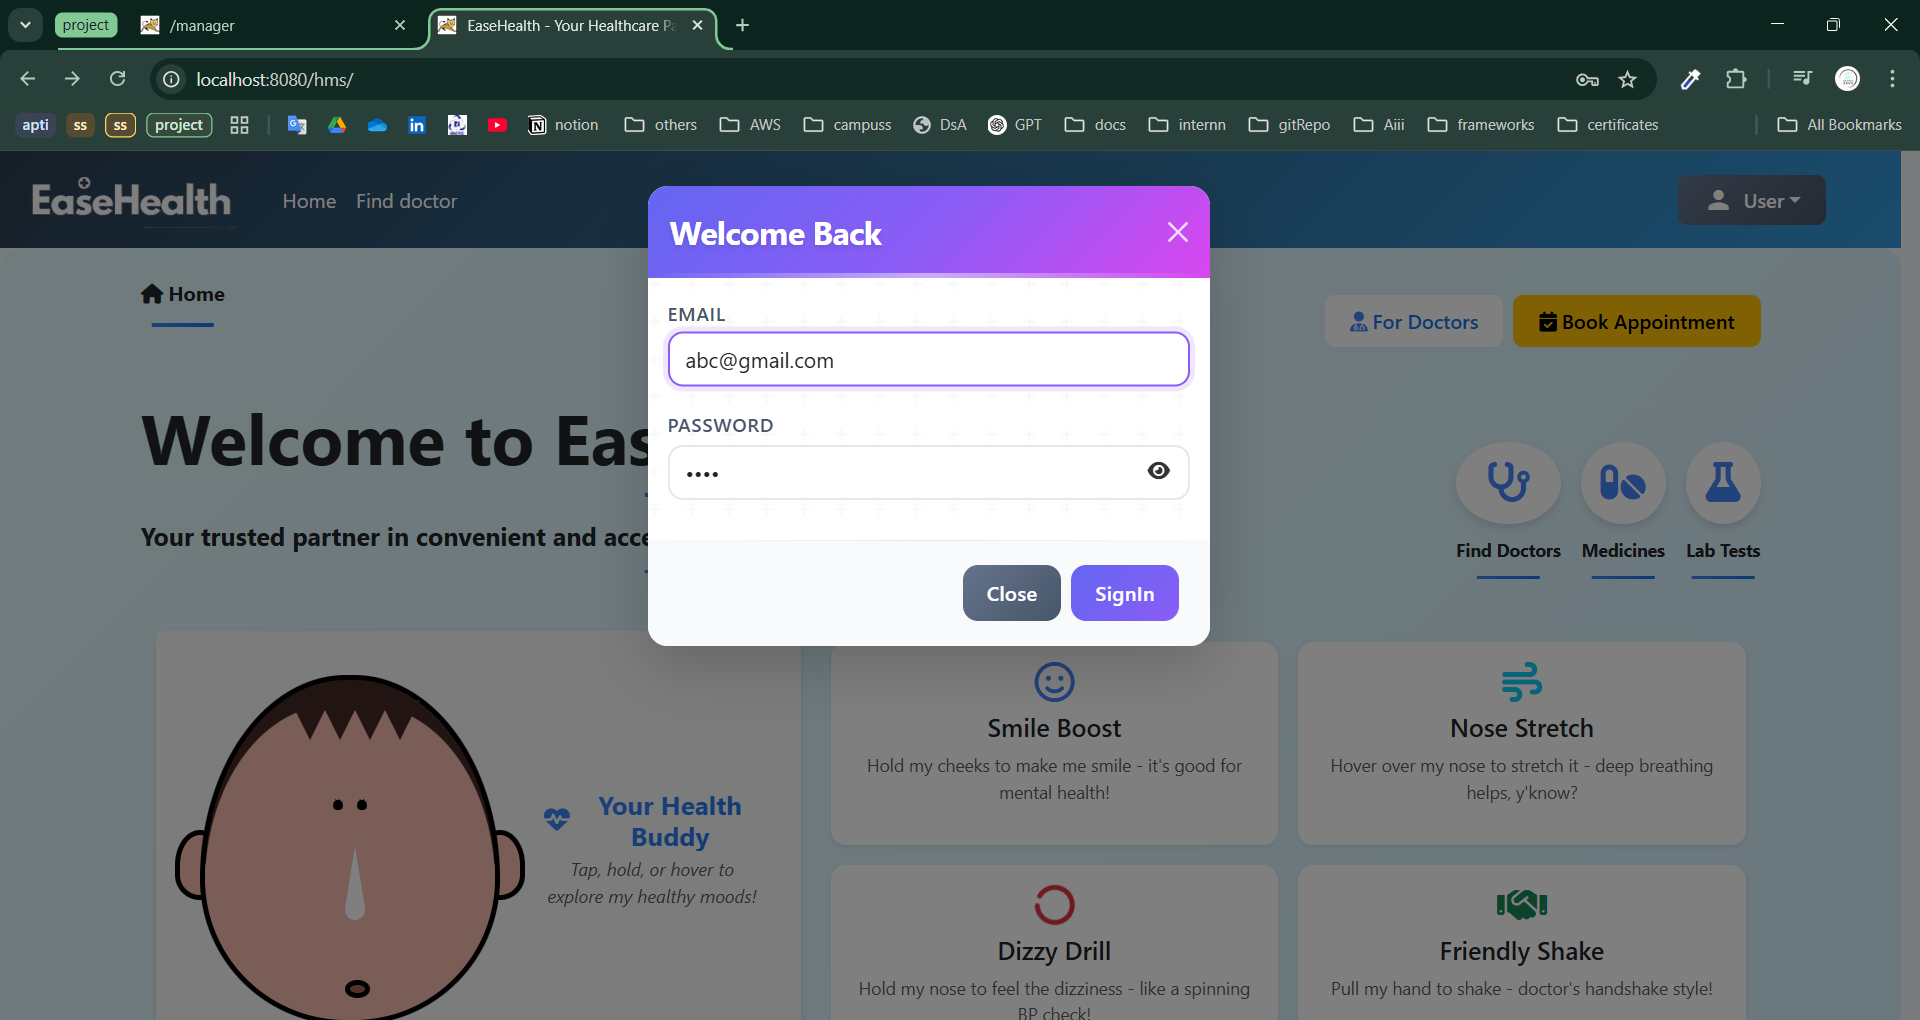 project
/manager
EaseHealth - Your Healthcare Pa
localhost:8080/hms/
apti
ss
ss
project
notion
others
AWS
campuss
DsA
GPT
docs
internn
gitRepo
Aiii
frameworks
certificates
All Bookmarks
EaseHealth
Home
Find doctor
User
Home
For Doctors
Book Appointment
Welcome to Eas
Your trusted partner in convenient and acce
Welcome Back
EMAIL
abc@gmail.com
PASSWORD
Close
SignIn
Find Doctors
Medicines
Lab Tests
Your Health
Buddy
Tap, hold, or hover to
explore my healthy moods!
Smile Boost
Hold my cheeks to make me smile - it's good for
mental health!
Nose Stretch
Hover over my nose to stretch it - deep breathing
helps, y'know?
Dizzy Drill
Hold my nose to feel the dizziness - like a spinning
BP check!
Friendly Shake
Pull my hand to shake - doctor's handshake style!